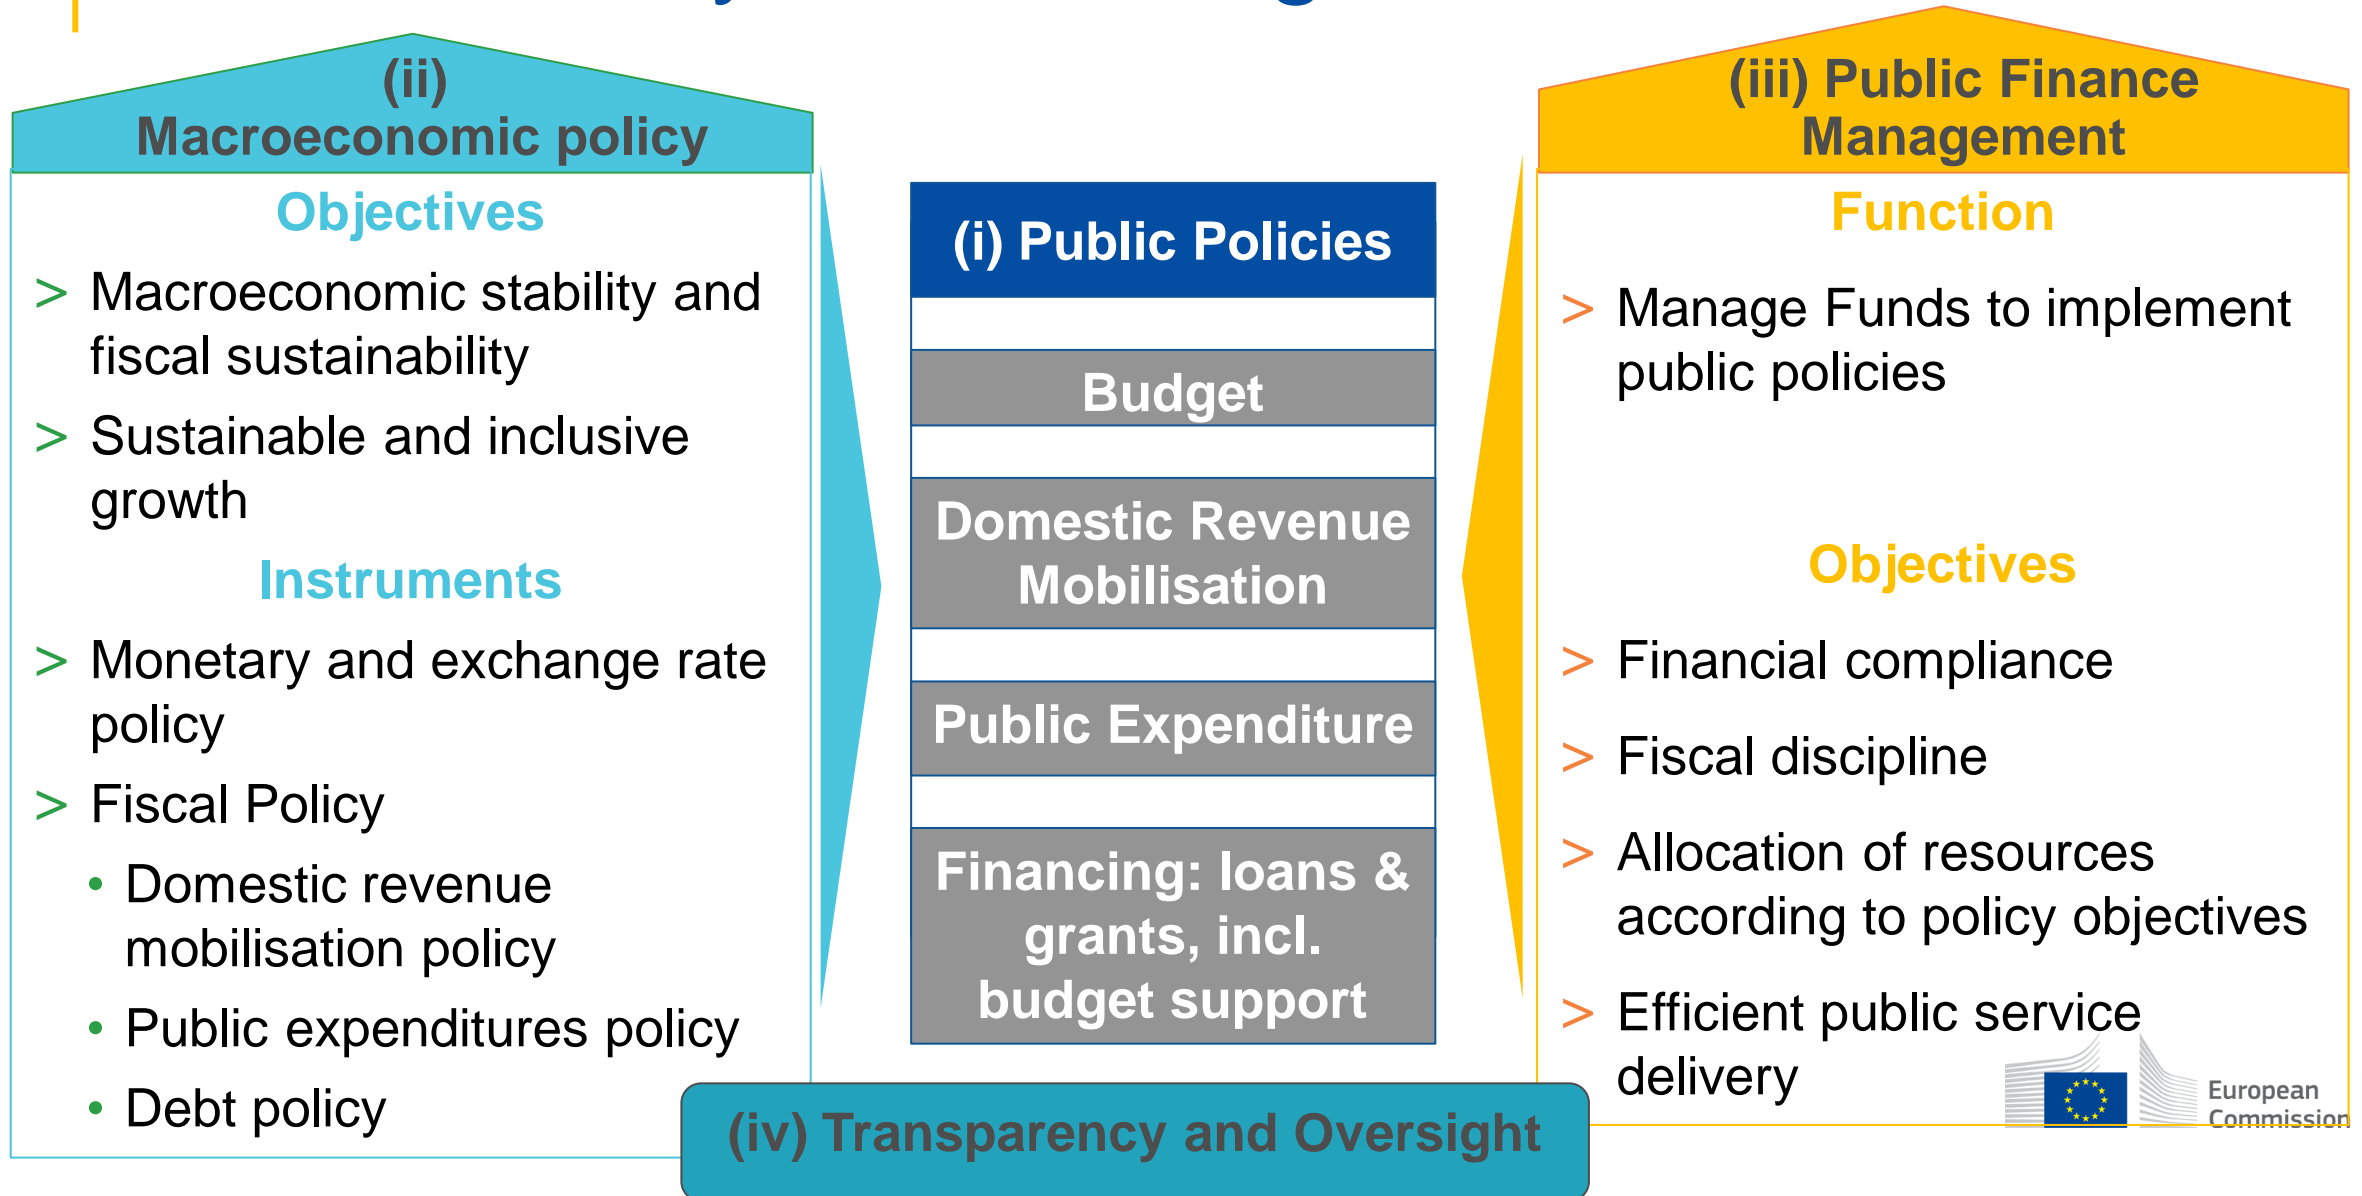 (ii)
Macroeconomic policy
Objectives
> Macroeconomic stability and
fiscal sustainability
> Sustainable and inclusive
growth
Instruments
> Monetary and exchange rate
policy
> Fiscal Policy
• Domestic revenue
mobilisation policy
• Public expenditures policy
• Debt policy
(i) Public Policies
Budget
Domestic Revenue
Mobilisation
Public Expenditure
Financing: loans &
grants, incl.
budget support
(iii) Public Finance
Management
Function
> Manage Funds to implement
public policies
Objectives
> Financial compliance
> Fiscal discipline
> Allocation of resources
according to policy objectives
> Efficient public service
delivery
European
Commission
(iv) Transparency and Oversight